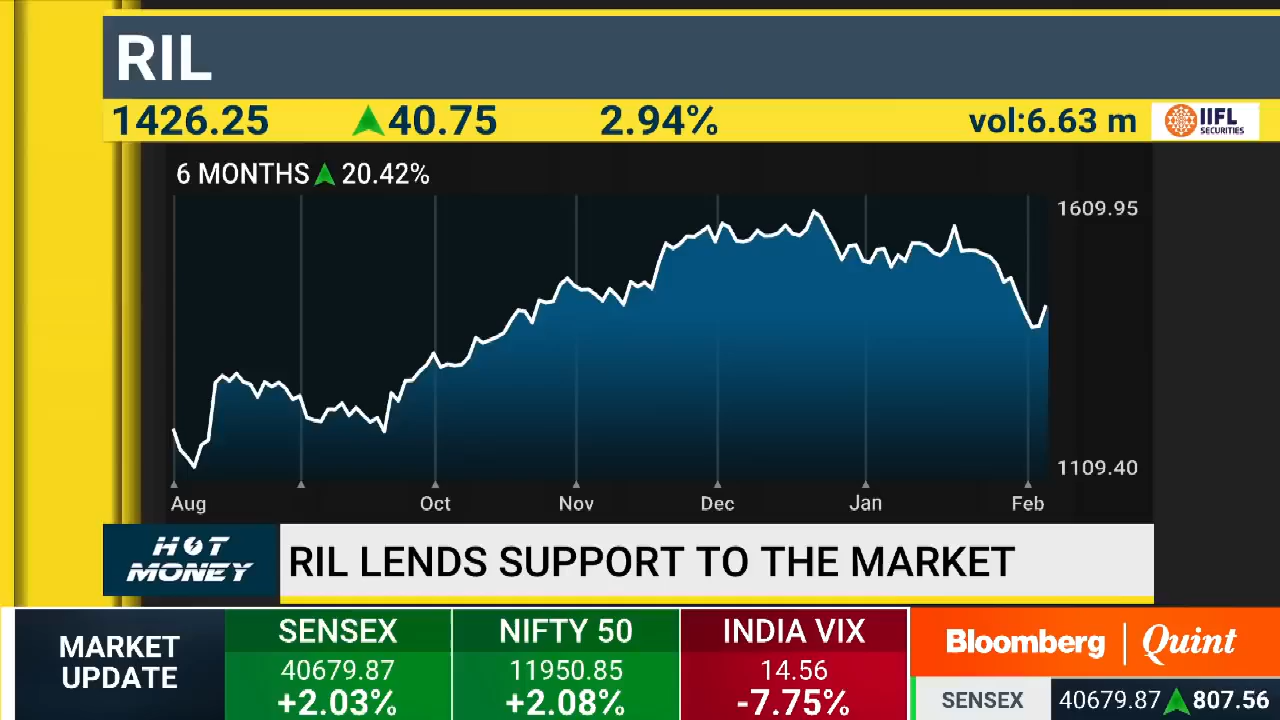 RIL
1426.25 ▲40.75 2.94% vol:6.63 m IIFL SECURITIES
6 MONTHS ▲ 20.42%
1609.95
1109.40
Aug Oct Nov Dec Jan Feb
HOT MONEY
RIL LENDS SUPPORT TO THE MARKET
MARKET UPDATE
SENSEX
40679.87
+2.03%
NIFTY 50
11950.85
+2.08%
INDIA VIX
14.56
-7.75%
Bloomberg | Quint
SENSEX 40679.87 ▲ 807.56